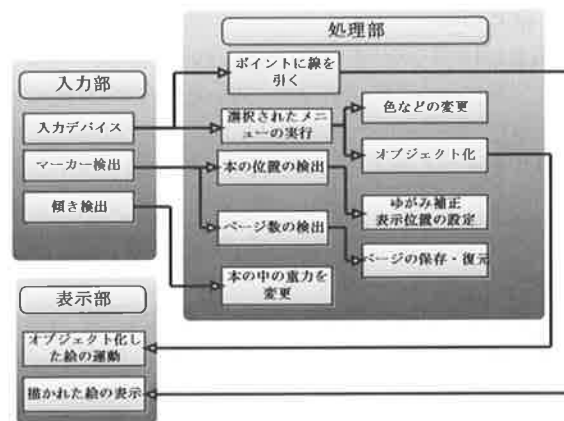 入力部
入力デバイス
マーカー検出
傾き検出
処理部
ポイントに線を
引く
選択されたメニ
ューの実行
本の位置の検出
ページ数の検出
本の中の重力を
変更
色などの変更
オブジェクト化
ゆがみ補正
表示位置の設定
ページの保存・復元
表示部
オブジェクト化し
た絵の運動
描かれた絵の表示